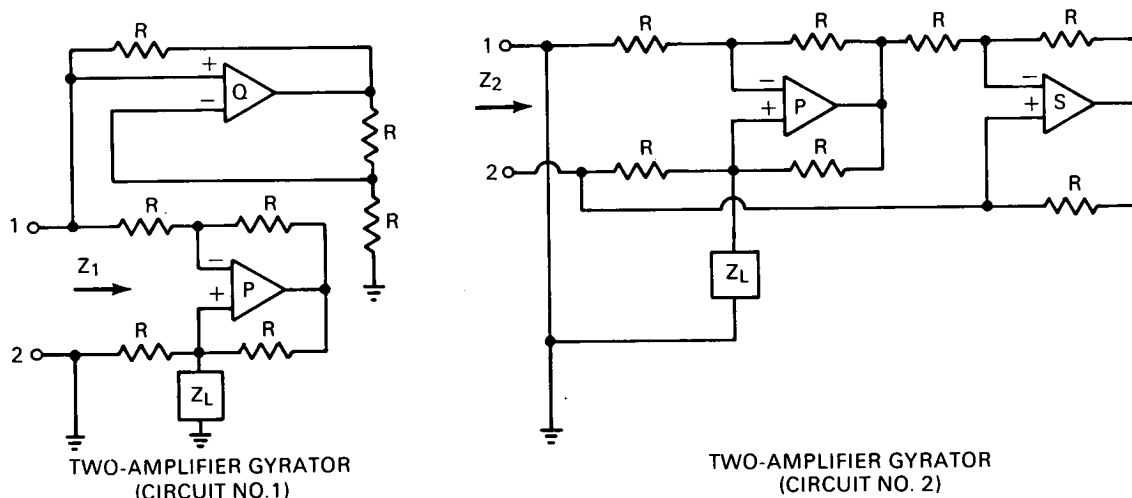 R
+
Q
−
R
R
R
R
1
Z1
−
P
+
R
R
2
ZL
TWO-AMPLIFIER GYRATOR
(CIRCUIT NO.1)
R
R
R
R
1
Z2
−
P
+
−
S
+
R
R
R
2
ZL
TWO-AMPLIFIER GYRATOR
(CIRCUIT NO. 2)